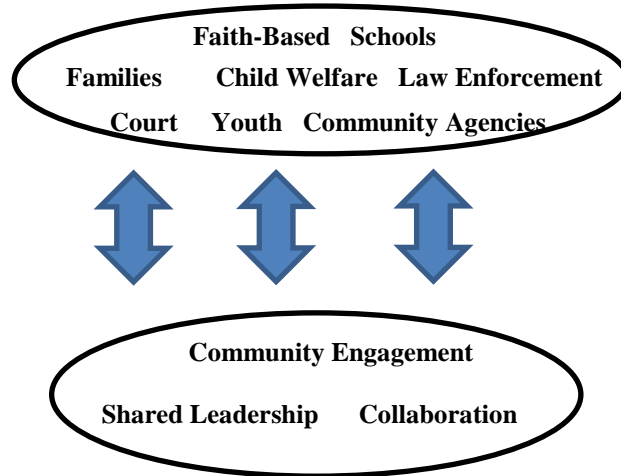 Faith-Based Schools
Families Child Welfare Law Enforcement
Court Youth Community Agencies
Community Engagement
Shared Leadership Collaboration